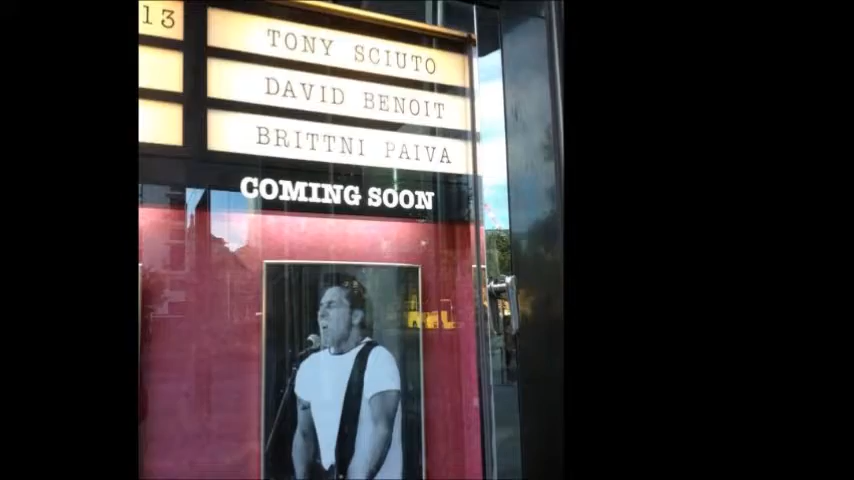 13
TONY SCIUTO
DAVID BENOIT
BRITTNI PAIVA
COMING SOON